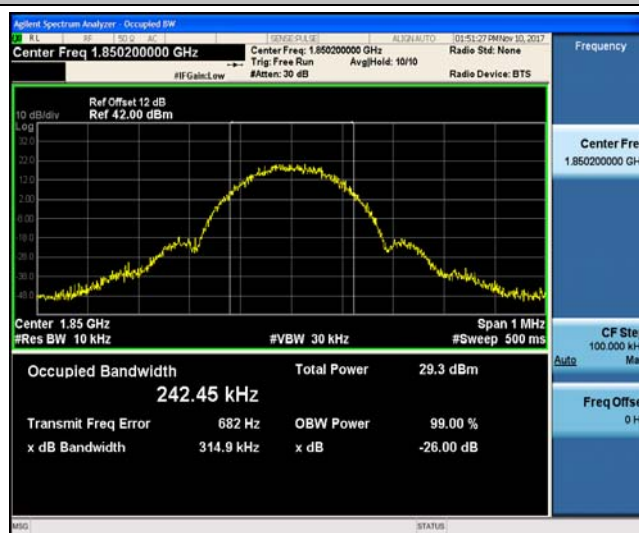 Agilent Spectrum Analyzer - Occupied BW
RL RF 50 Ω AC SENSE:PULSE ALIGN AUTO 01:51:27 PM Nov 10, 2017
Center Freq 1.850200000 GHz
Center Freq: 1.850200000 GHz
Radio Std: None
Trig: Free Run Avg|Hold: 10/10
#IFGain:Low #Atten: 30 dB Radio Device: BTS
Frequency
Ref Offset 12 dB
10 dB/div Ref 42.00 dBm
Log
32.0
22.0
12.0
2.00
-8.00
-18.0
-28.0
-38.0
-48.0
Center 1.85 GHz Span 1 MHz
#Res BW 10 kHz #VBW 30 kHz #Sweep 500 ms
Occupied Bandwidth Total Power 29.3 dBm
242.45 kHz
Transmit Freq Error 682 Hz OBW Power 99.00 %
x dB Bandwidth 314.9 kHz x dB -26.00 dB
Center Fre
1.850200000 GH
CF Ste
100.000 kH
Auto Ma
Freq Offse
0 H
MSG STATUS